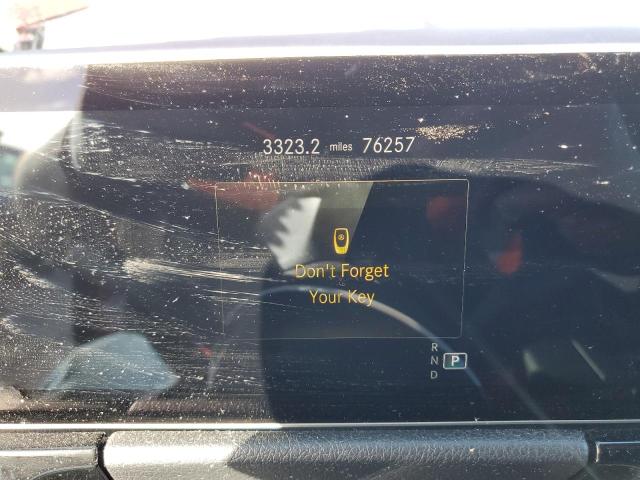 3323.2 miles 76257
Don't Forget
Your Key
R
N P
D